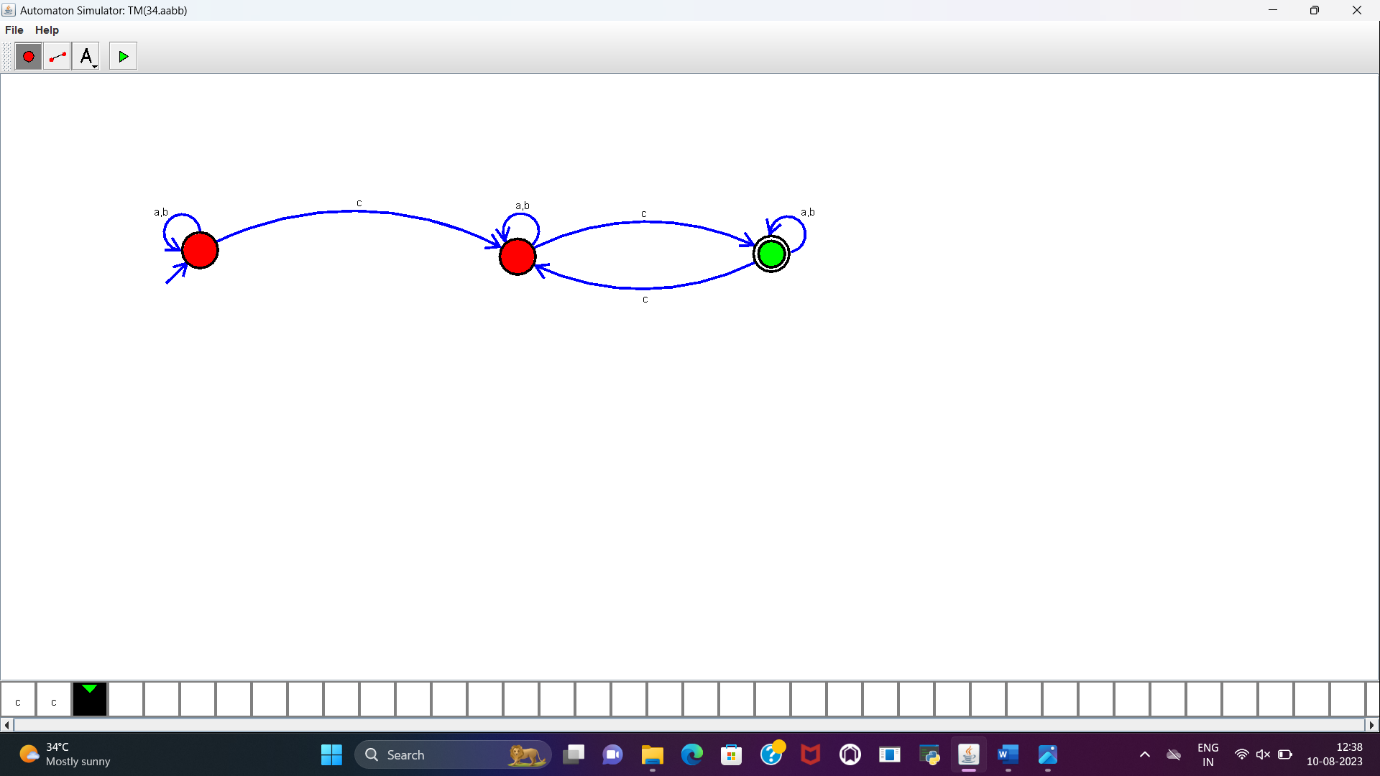 Automaton Simulator: TM(34.aabb)
File Help
A
a,b
c
a,b
c
a,b
c
c c
34°C
Mostly sunny
Search
ENG
IN
12:38
10-08-2023